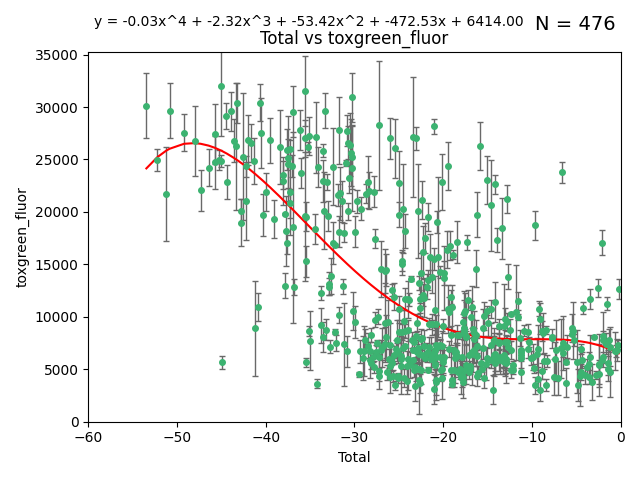 y = -0.03x^4 + -2.32x^3 + -53.42x^2 + -472.53x + 6414.00 N = 476
Total vs toxgreen_fluor
35000
30000
25000
20000
15000
10000
5000
0
toxgreen_fluor
−60 −50 −40 −30 −20 −10 0
Total